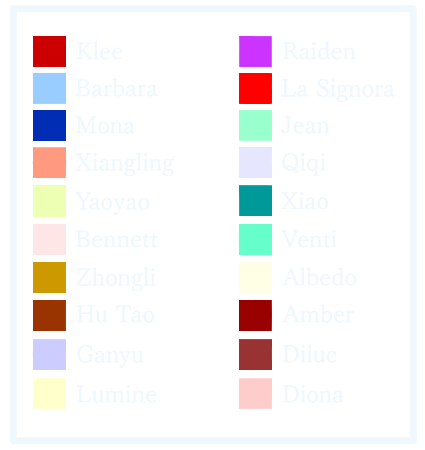 Klee
Barbara
Mona
Xiangling
Yaoyao
Bennett
Zhongli
Hu Tao
Ganyu
Lumine
Raiden
La Signora
Jean
Qiqi
Xiao
Venti
Albedo
Amber
Diluc
Diona